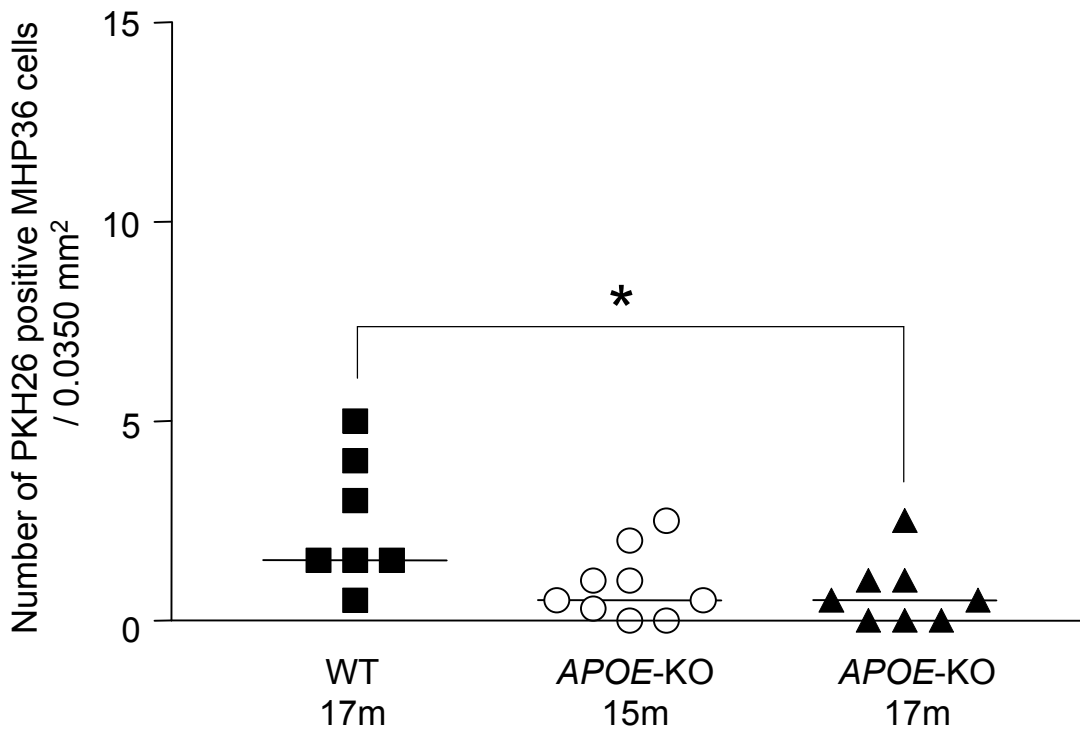 Number of PKH26 positive MHP36 cells
/ 0.0350 mm²
15
10
5
0
*
WT
17m
APOE-KO
15m
APOE-KO
17m